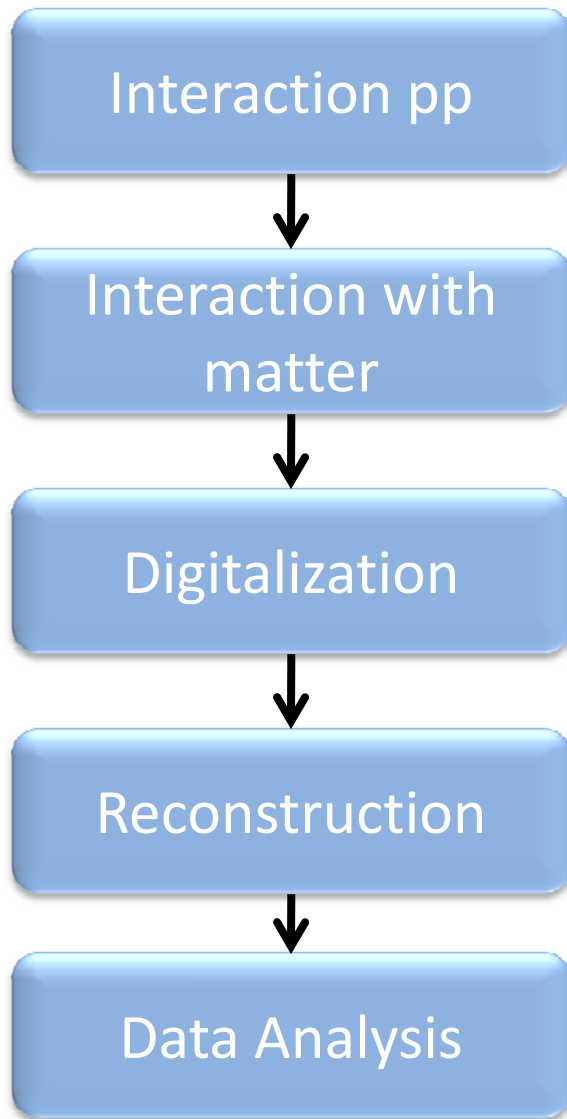 Interaction pp
Interaction with
matter
Digitalization
Reconstruction
Data Analysis